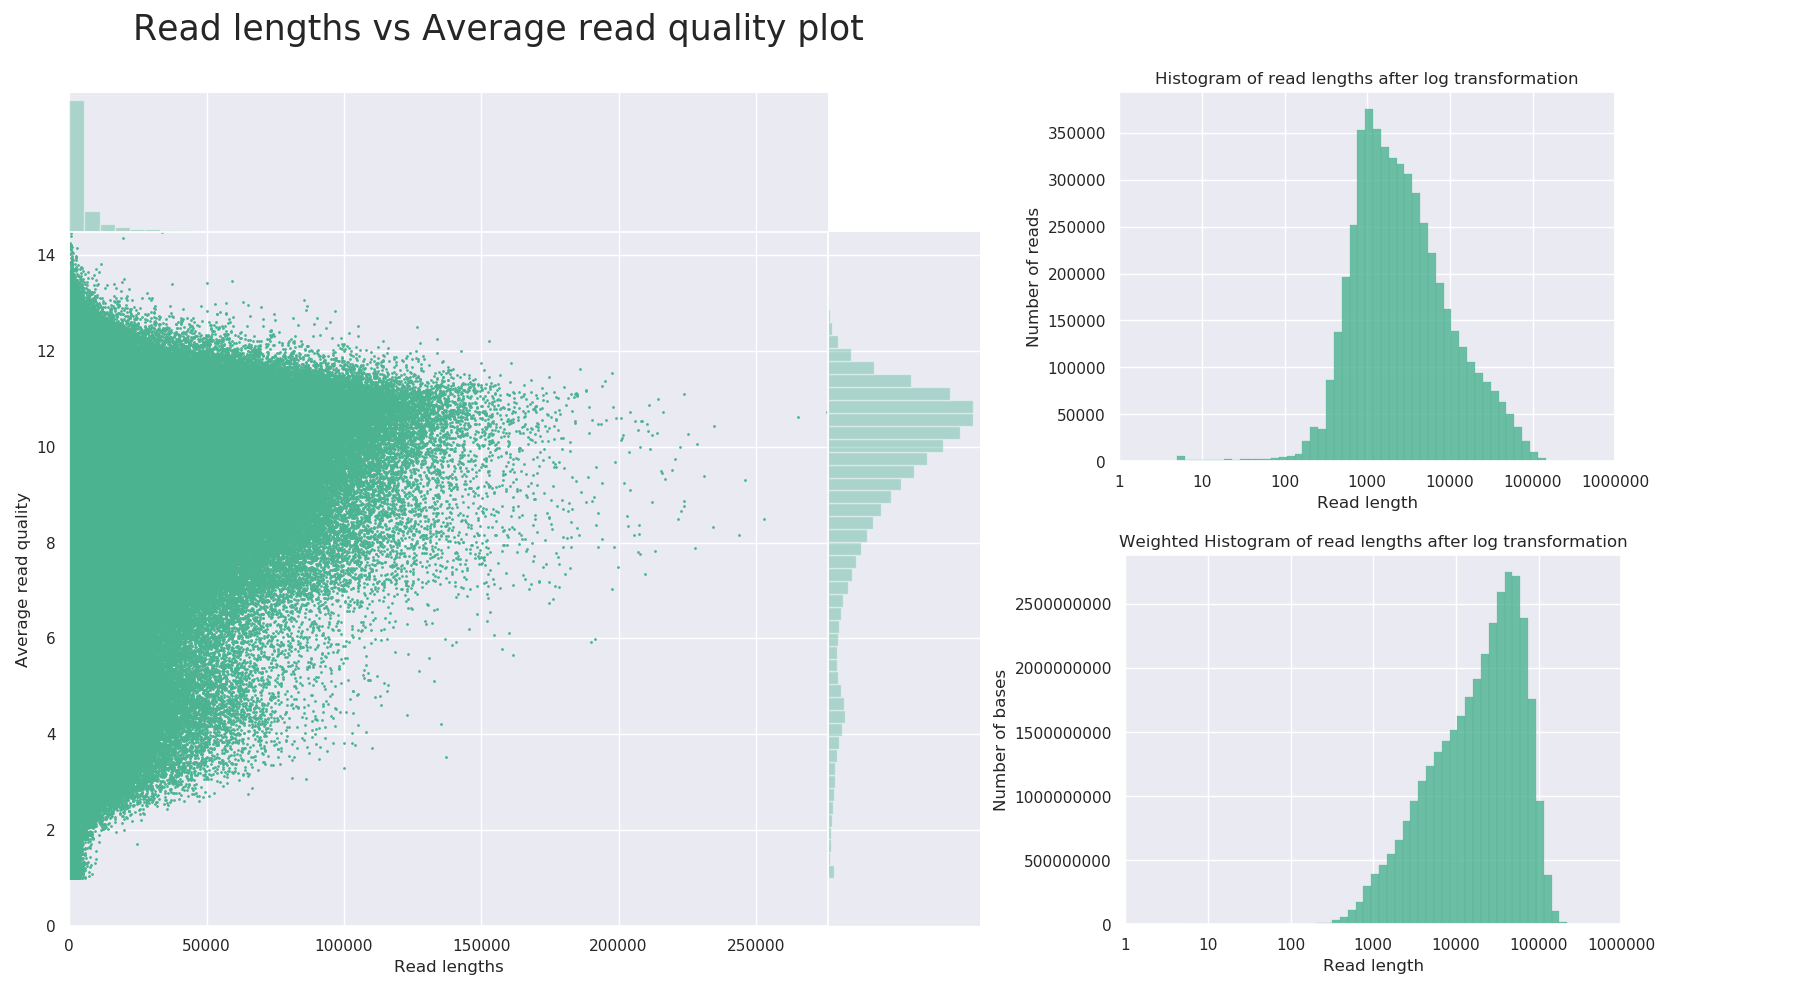 Read lengths vs Average read quality plot
14
12
10
8
6
4
2
0
Average read quality
0 50000 100000 150000 200000 250000
Read lengths
Histogram of read lengths after log transformation
350000
300000
250000
200000
150000
100000
50000
0
Number of reads
1 10 100 1000 10000 100000 1000000
Read length
Weighted Histogram of read lengths after log transformation
2500000000
2000000000
1500000000
1000000000
500000000
0
Number of bases
1 10 100 1000 10000 100000 1000000
Read length